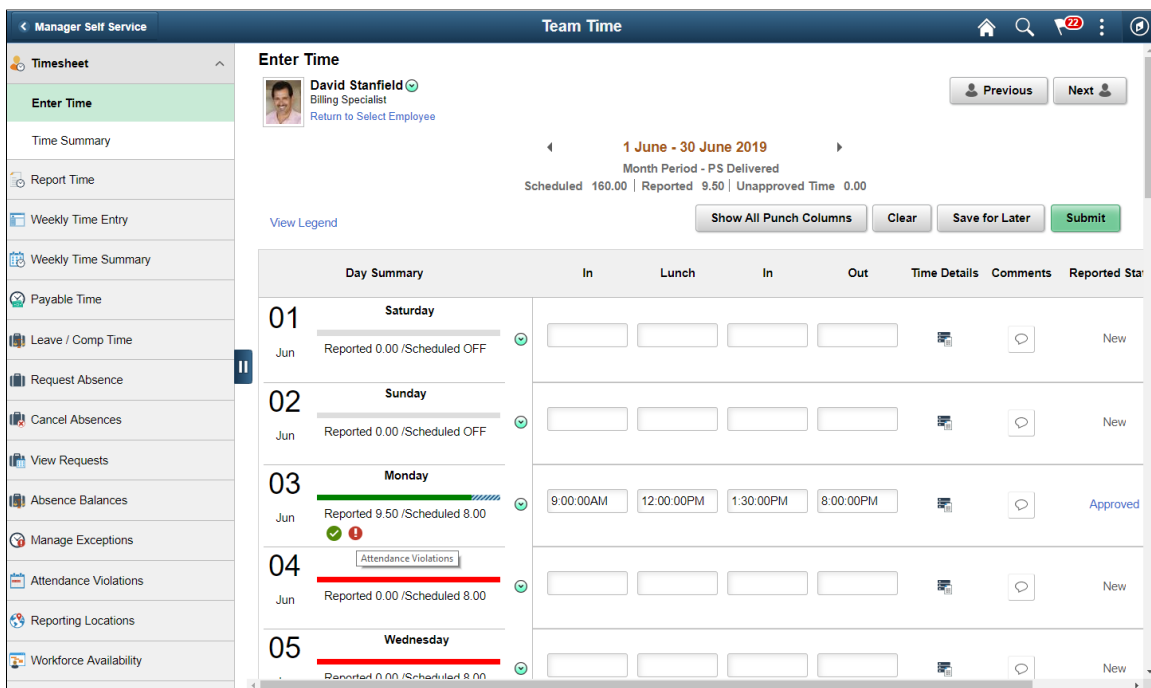 Manager Self Service
Team Time
22
Timesheet
Enter Time
Time Summary
Report Time
Weekly Time Entry
Weekly Time Summary
Payable Time
Leave / Comp Time
Request Absence
Cancel Absences
View Requests
Absence Balances
Manage Exceptions
Attendance Violations
Reporting Locations
Workforce Availability
Enter Time
David Stanfield
Billing Specialist
Return to Select Employee
Previous
Next
1 June - 30 June 2019
Month Period - PS Delivered
Scheduled 160.00 | Reported 9.50 | Unapproved Time 0.00
View Legend
Show All Punch Columns
Clear
Save for Later
Submit
Day Summary In Lunch In Out Time Details Comments Reported Stat
01 Saturday
Jun Reported 0.00 /Scheduled OFF
New
02 Sunday
Jun Reported 0.00 /Scheduled OFF
New
03 Monday
Jun Reported 9.50 /Scheduled 8.00
9:00:00AM 12:00:00PM 1:30:00PM 8:00:00PM
Approved
Attendance Violations
04
Jun Reported 0.00 /Scheduled 8.00
New
05 Wednesday
Reported 0.00 /Scheduled 8.00
New